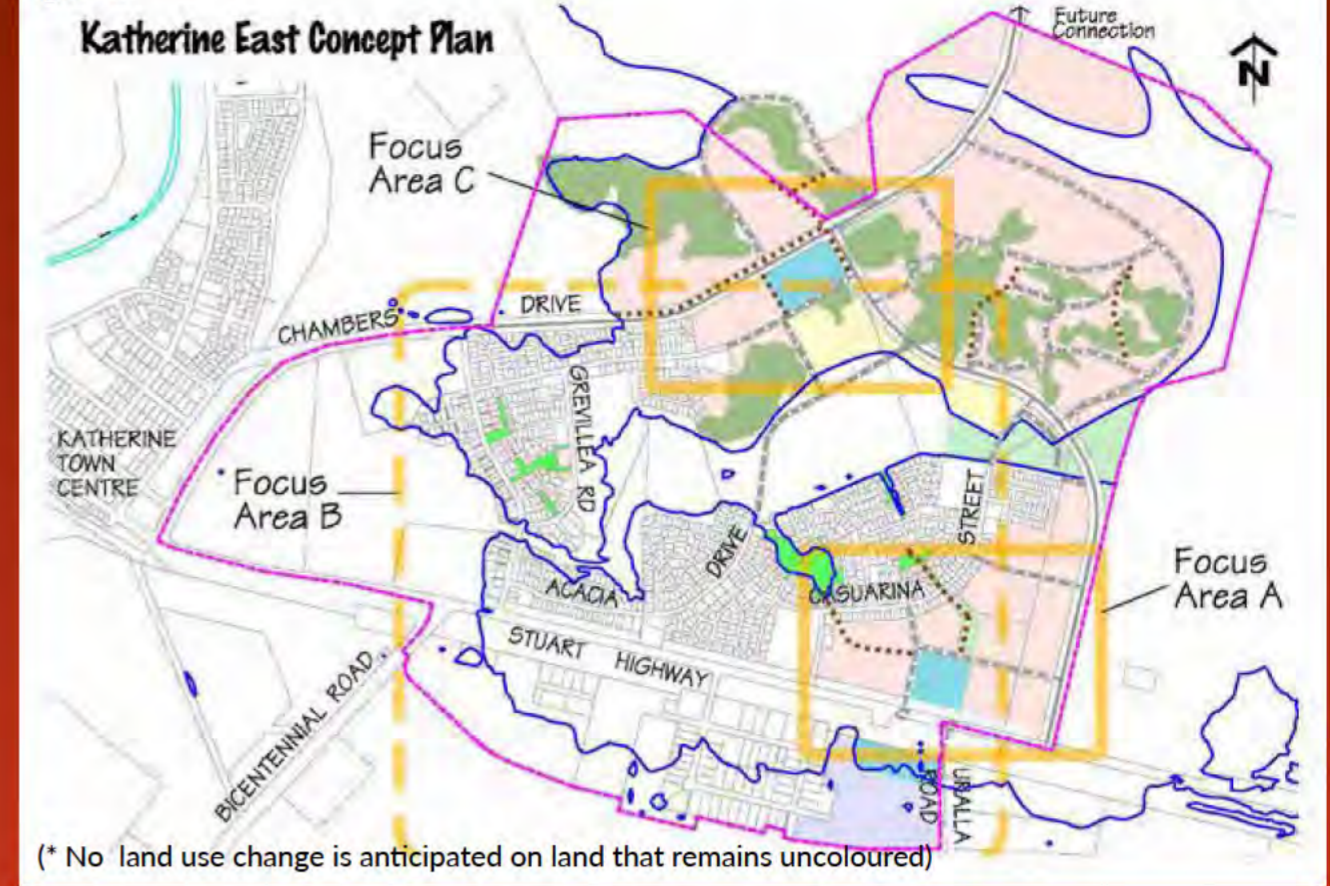 Katherine East Concept Plan
Future
Connection
N
Focus
Area C
CHAMBERS
DRIVE
GREVILLEA RD
KATHERINE
TOWN
CENTRE
Focus
Area B
STREET
DRIVE
Focus
Area A
ACACIA
CASUARINA
STUART HIGHWAY
BICENTENNIAL ROAD
ROAD
URALLA
(* No land use change is anticipated on land that remains uncoloured)